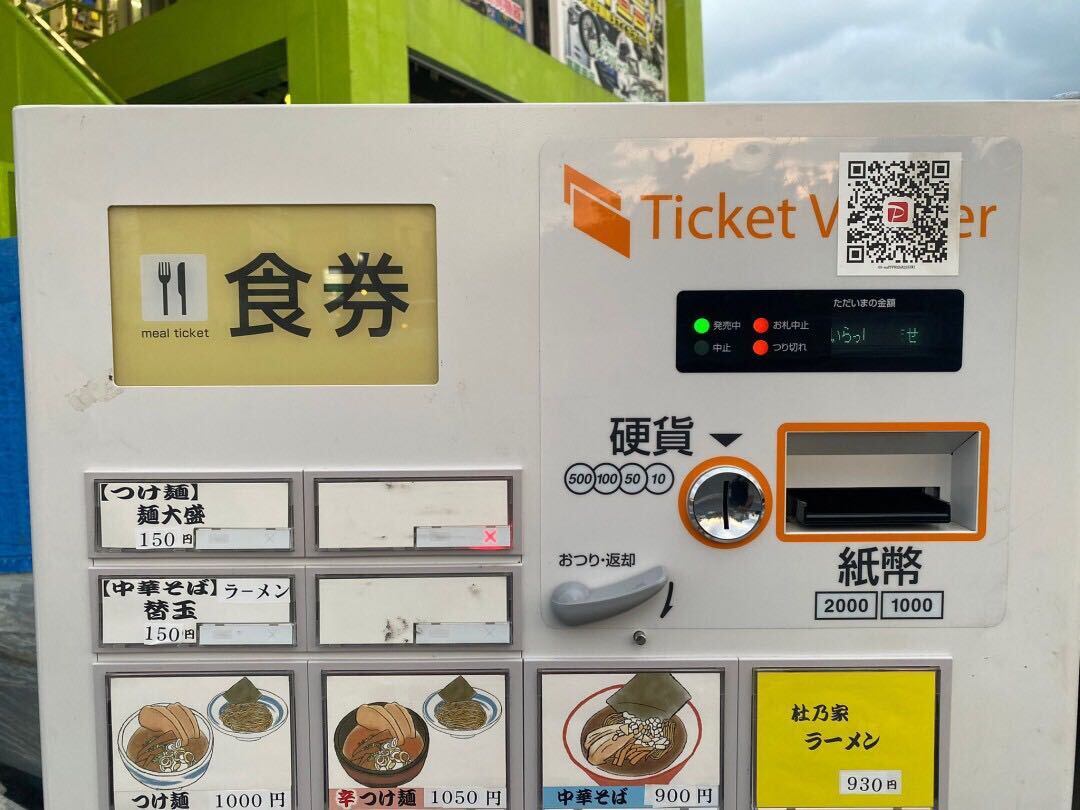 食券
meal ticket
Ticket V
er
ただいまの金額
発売中
お札中止
中止
つり切れ
いらっ
せ
硬貨
500 100 50 10
おつり・返却
紙幣
2000 1000
【つけ麺】
麺大盛
150円
【中華そば】ラーメン
替玉
150円
つけ麺 1000円
辛つけ麺 1050円
中華そば 900円
杜乃家
ラーメン
930円